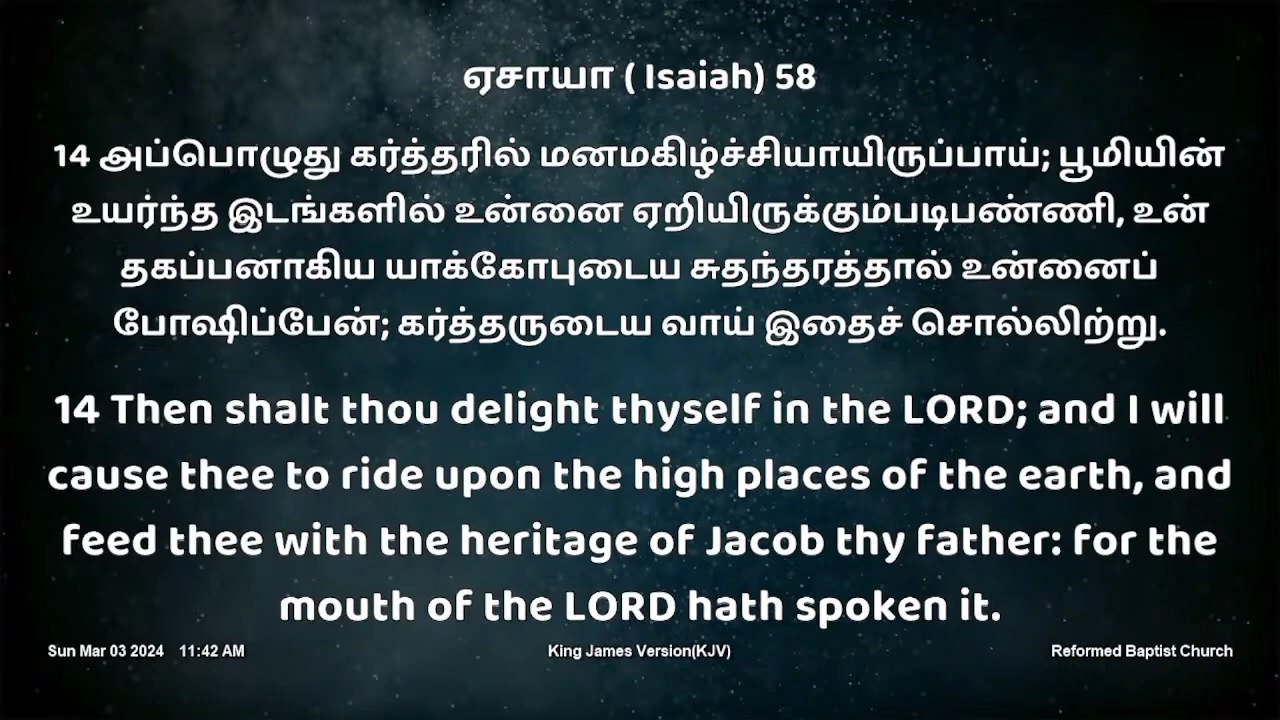 ஏசாயா ( Isaiah) 58
14 அப்பொழுது கர்த்தரில் மனமகிழ்ச்சியாயிருப்பாய்; பூமியின்
உயர்ந்த இடங்களில் உன்னை ஏறியிருக்கும்படிபண்ணி, உன்
தகப்பனாகிய யாக்கோபுடைய சுதந்தரத்தால் உன்னைப்
போஷிப்பேன்; கர்த்தருடைய வாய் இதைச் சொல்லிற்று.
14 Then shalt thou delight thyself in the LORD; and I will
cause thee to ride upon the high places of the earth, and
feed thee with the heritage of Jacob thy father: for the
mouth of the LORD hath spoken it.
Sun Mar 03 2024 11:42 AM King James Version(KJV) Reformed Baptist Church